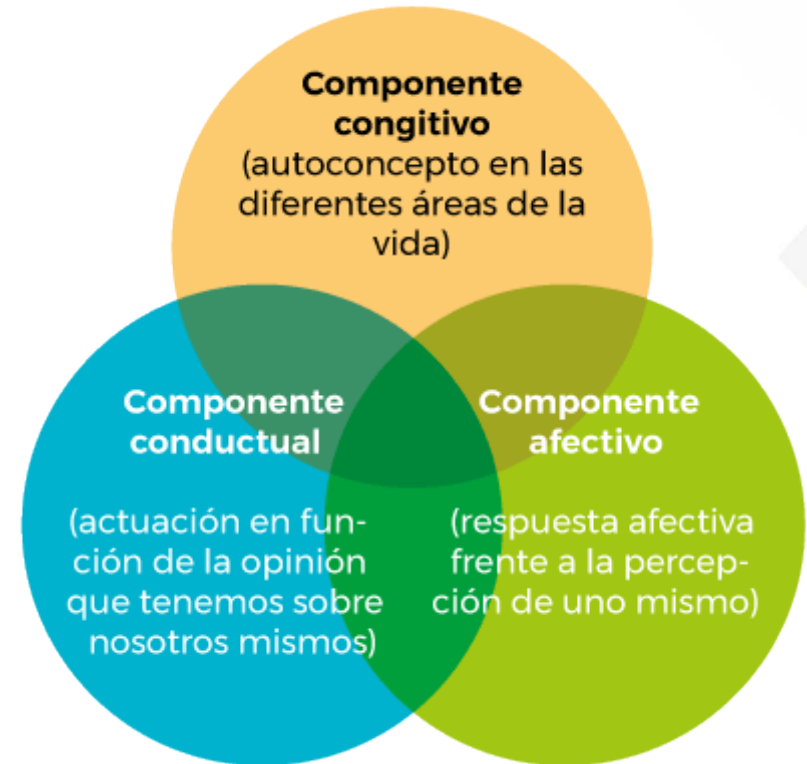 Componente
congitivo
(autoconcepto en las
diferentes áreas de la
vida)
Componente
conductual
(actuación en fun-
ción de la opinión
que tenemos sobre
nosotros mismos)
Componente
afectivo
(respuesta afectiva
frente a la percep-
ción de uno mismo)